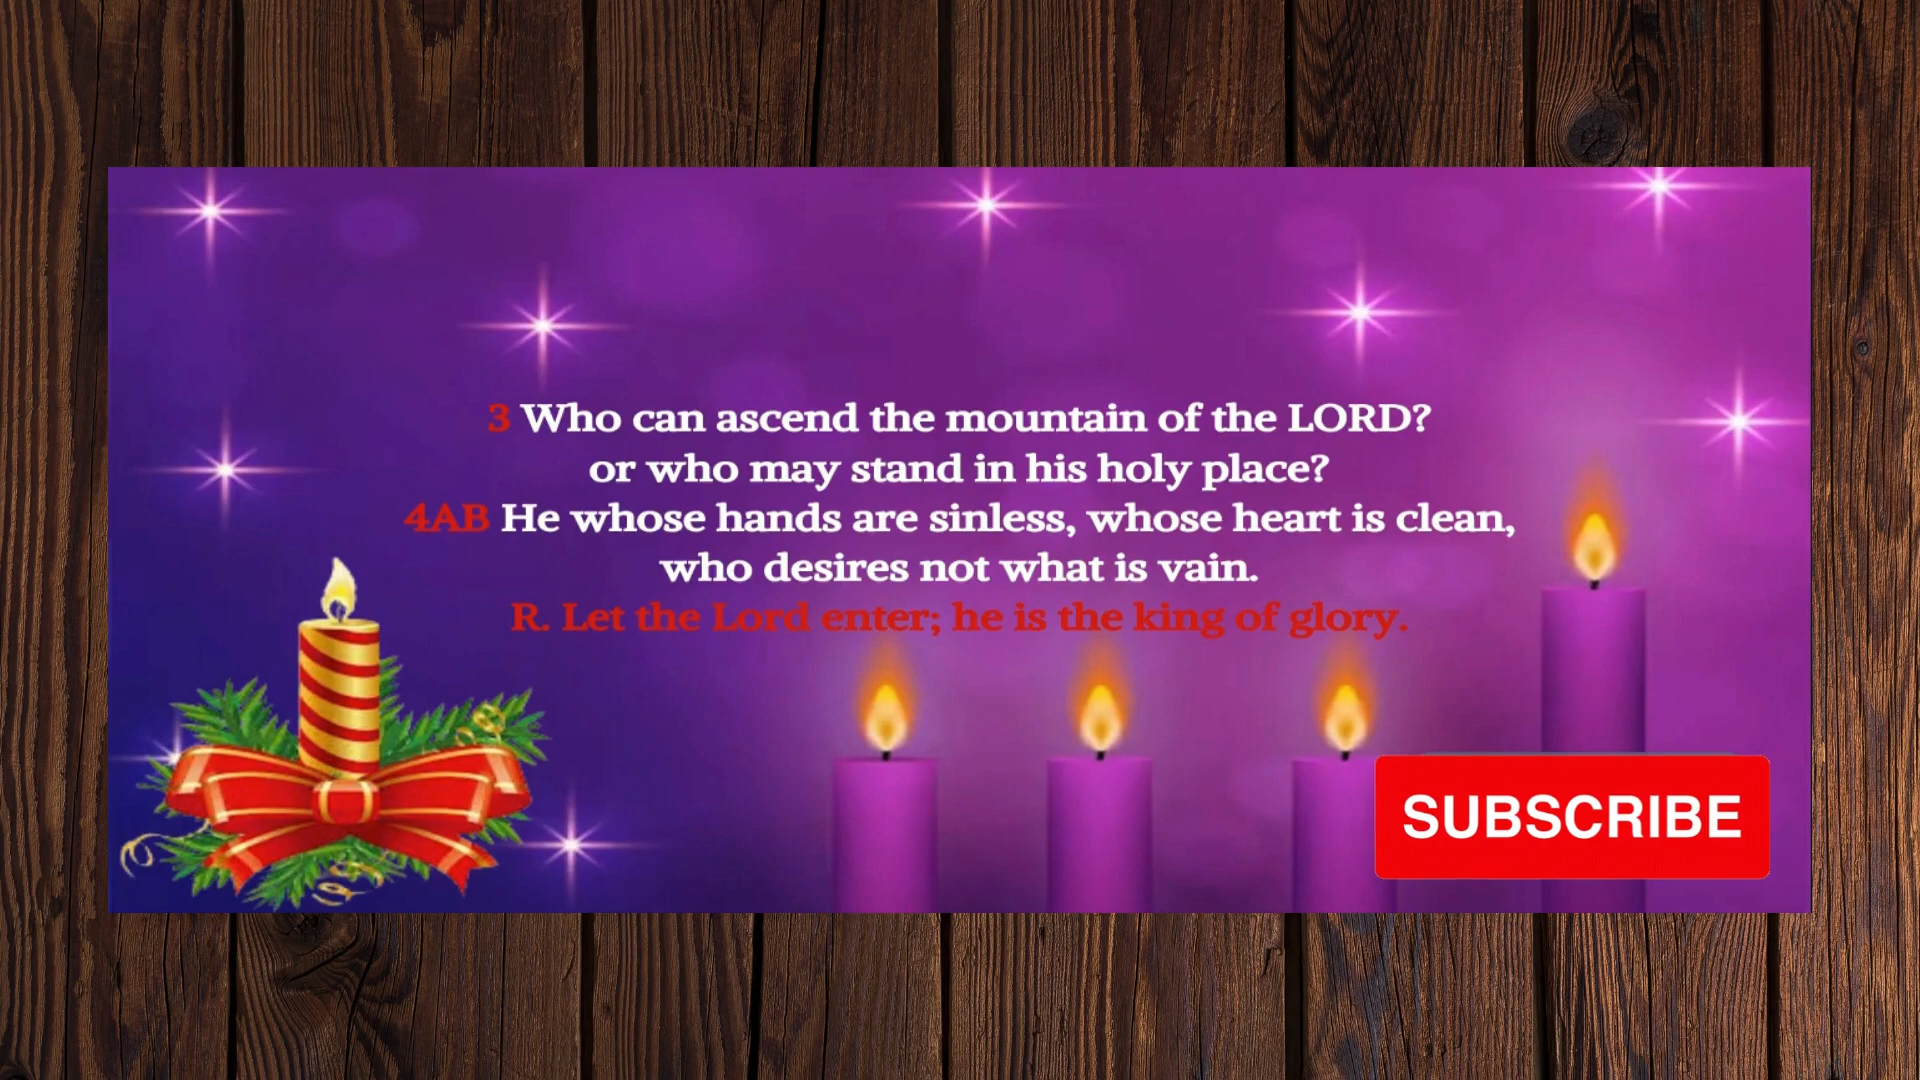 3 Who can ascend the mountain of the LORD?
or who may stand in his holy place?
4AB He whose hands are sinless, whose heart is clean,
who desires not what is vain.
R. Let the Lord enter; he is the king of glory.
SUBSCRIBE